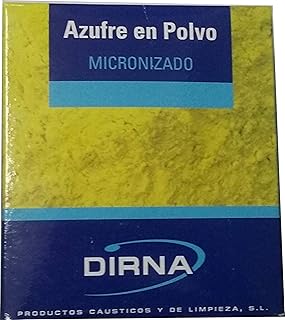 Azufre en Polvo
MICRONIZADO
DIRNA
PRODUCTOS CAUSTICOS Y DE LIMPIEZA, S.L.